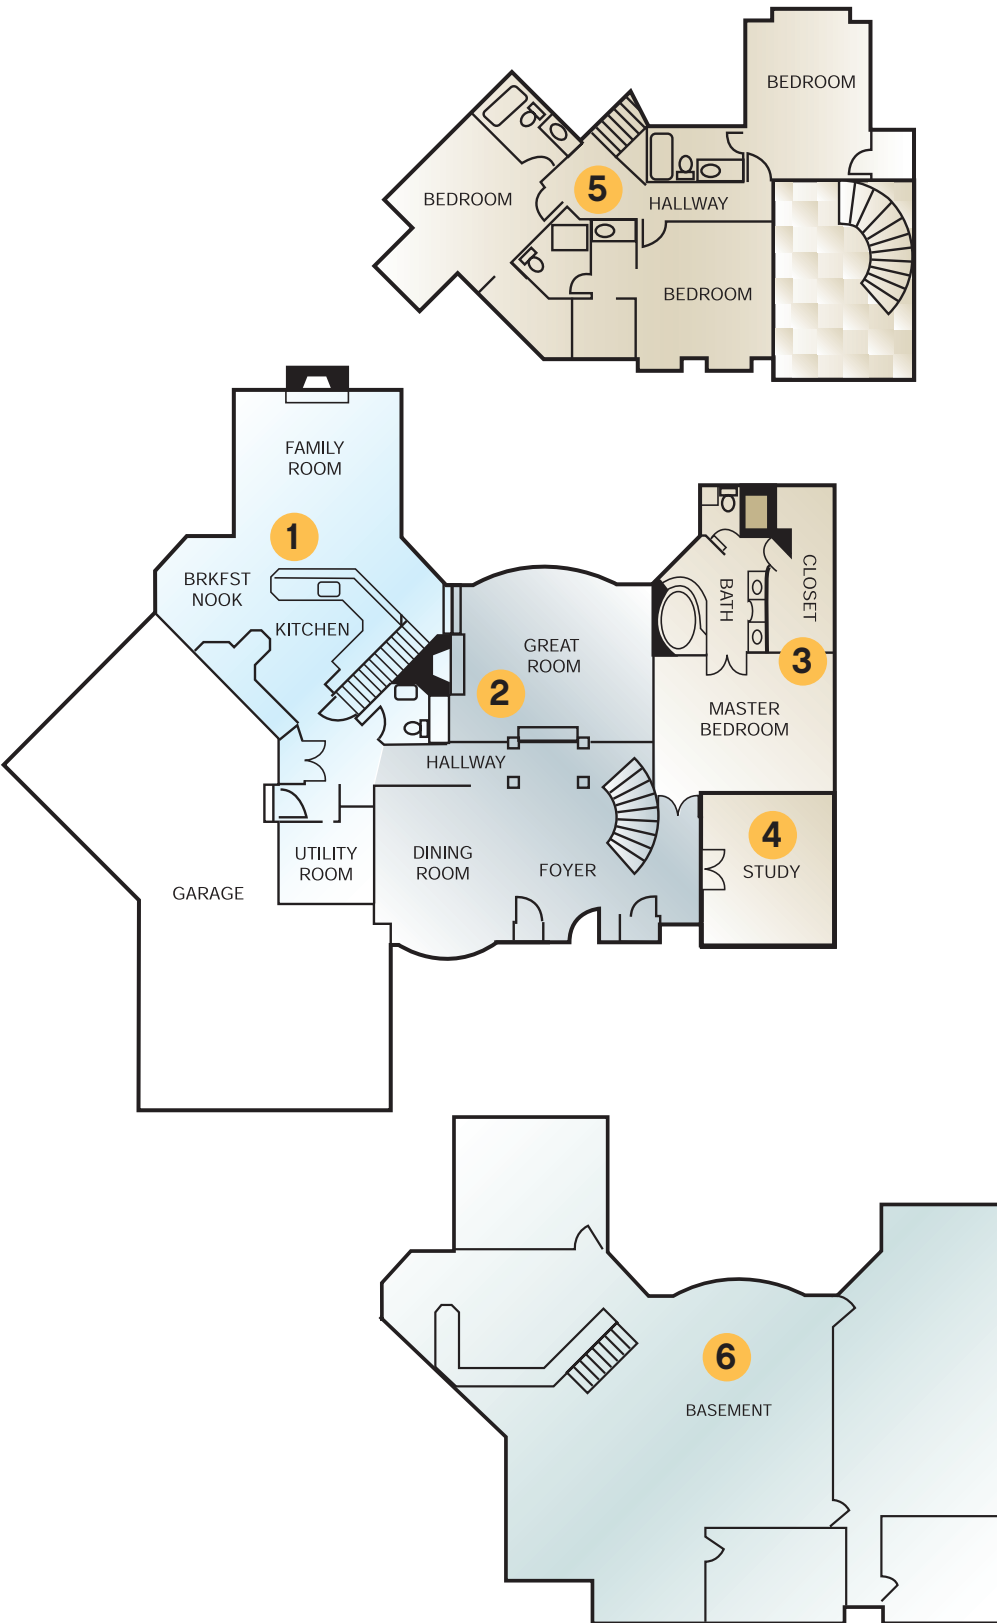 BEDROOM
BEDROOM
5
HALLWAY
BEDROOM
FAMILY
ROOM
1
BRKFST
NOOK
KITCHEN
GREAT
ROOM
2
BATH
CLOSET
3
MASTER
BEDROOM
HALLWAY
4
STUDY
UTILITY
ROOM
DINING
ROOM
FOYER
GARAGE
6
BASEMENT